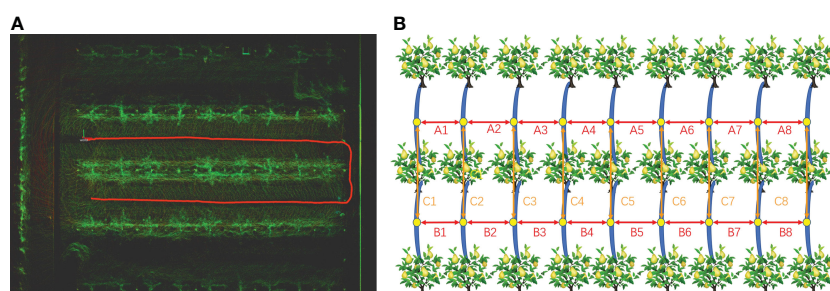 A
B
A1 A2 A3 A4 A5 A6 A7 A8
C1 C2 C3 C4 C5 C6 C7 C8
B1 B2 B3 B4 B5 B6 B7 B8